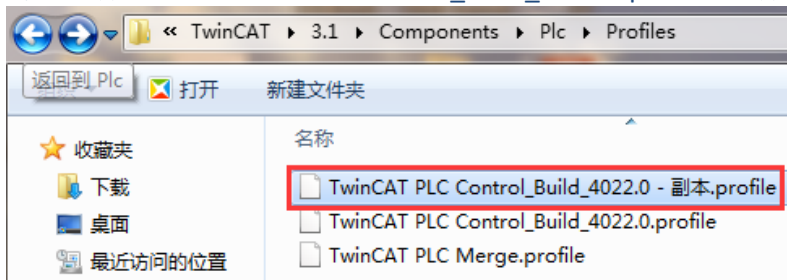 « TwinCAT ▸ 3.1 ▸ Components ▸ Plc ▸ Profiles
返回到 Plc
打开 新建文件夹
收藏夹
名称
下载
TwinCAT PLC Control_Build_4022.0 - 副本.profile
桌面
TwinCAT PLC Control_Build_4022.0.profile
最近访问的位置
TwinCAT PLC Merge.profile